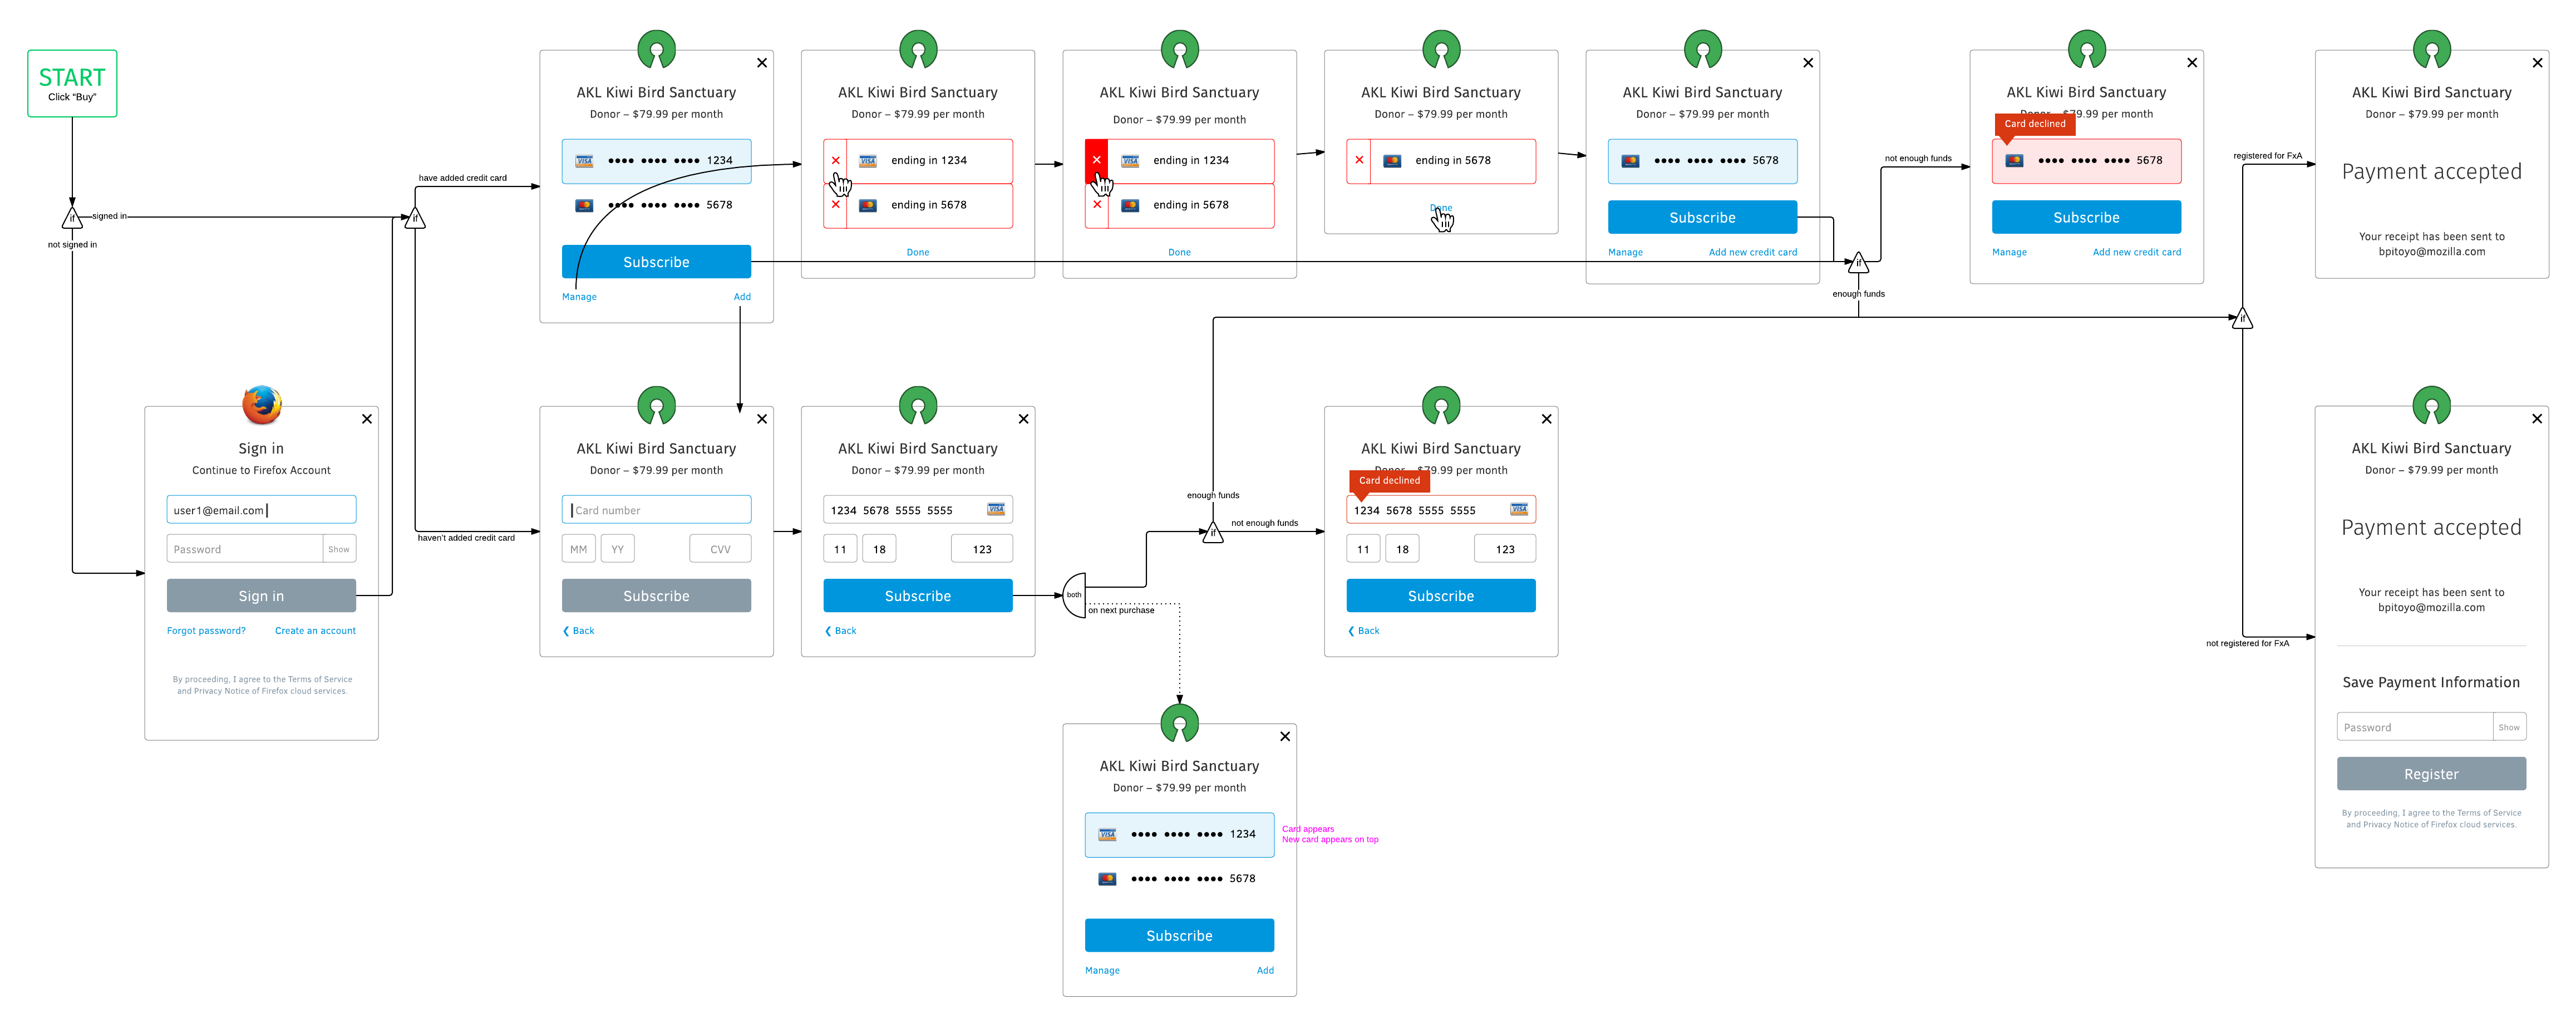 START
Click “Buy”
if
signed in
not signed in
Sign in
Continue to Firefox Account
user1@email.com
Password
Show
Sign in
Forgot password?
Create an account
By proceeding, I agree to the Terms of Service
and Privacy Notice of Firefox cloud services.
if
have added credit card
haven't added credit card
AKL Kiwi Bird Sanctuary
Donor – $79.99 per month
VISA •••• •••• •••• 1234
•••• •••• •••• 5678
Subscribe
Manage
Add
AKL Kiwi Bird Sanctuary
Donor – $79.99 per month
VISA ending in 1234
ending in 5678
Done
AKL Kiwi Bird Sanctuary
Donor – $79.99 per month
VISA ending in 1234
ending in 5678
Done
AKL Kiwi Bird Sanctuary
Donor – $79.99 per month
ending in 5678
Done
AKL Kiwi Bird Sanctuary
Donor – $79.99 per month
•••• •••• •••• 5678
Subscribe
Manage
Add new credit card
if
not enough funds
enough funds
AKL Kiwi Bird Sanctuary
Donor – $79.99 per month
Card declined
•••• •••• •••• 5678
Subscribe
Manage
Add new credit card
if
registered for FxA
not registered for FxA
AKL Kiwi Bird Sanctuary
Donor – $79.99 per month
Payment accepted
Your receipt has been sent to
bpitoyo@mozilla.com
AKL Kiwi Bird Sanctuary
Donor – $79.99 per month
Card number
MM
YY
CVV
Subscribe
❮ Back
AKL Kiwi Bird Sanctuary
Donor – $79.99 per month
1234 5678 5555 5555 VISA
11
18
123
Subscribe
❮ Back
both
on next purchase
if
enough funds
not enough funds
AKL Kiwi Bird Sanctuary
Donor – $79.99 per month
Card declined
1234 5678 5555 5555 VISA
11
18
123
Subscribe
❮ Back
AKL Kiwi Bird Sanctuary
Donor – $79.99 per month
Payment accepted
Your receipt has been sent to
bpitoyo@mozilla.com
Save Payment Information
Password
Show
Register
By proceeding, I agree to the Terms of Service
and Privacy Notice of Firefox cloud services.
AKL Kiwi Bird Sanctuary
Donor – $79.99 per month
VISA •••• •••• •••• 1234
•••• •••• •••• 5678
Subscribe
Manage
Add
Card appears
New card appears on top